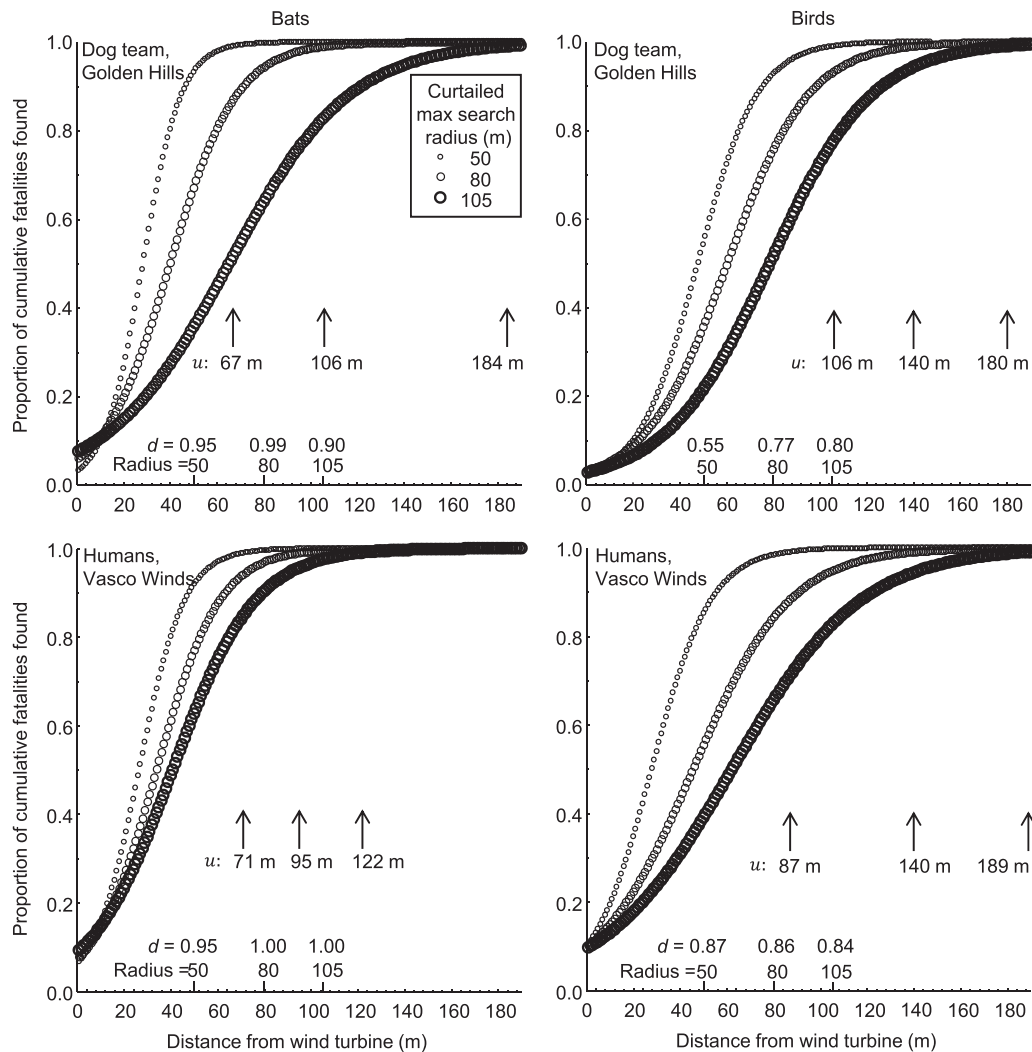 Bats
Birds
Dog team,
Golden Hills
Curtailed
max search
radius (m)
50
80
105
Proportion of cumulative fatalities found
1.0
0.8
0.6
0.4
0.2
0.0
u: 67 m 106 m 184 m
d = 0.95 0.99 0.90
Radius = 50 80 105
0 20 40 60 80 100 120 140 160 180
Dog team,
Golden Hills
1.0
0.8
0.6
0.4
0.2
0.0
u: 106 m 140 m 180 m
0.55 0.77 0.80
50 80 105
0 20 40 60 80 100 120 140 160 180
Humans,
Vasco Winds
Proportion of cumulative fatalities found
1.0
0.8
0.6
0.4
0.2
0.0
u: 71 m 95 m 122 m
d = 0.95 1.00 1.00
Radius = 50 80 105
0 20 40 60 80 100 120 140 160 180
Distance from wind turbine (m)
Humans,
Vasco Winds
1.0
0.8
0.6
0.4
0.2
0.0
u: 87 m 140 m 189 m
d = 0.87 0.86 0.84
Radius = 50 80 105
0 20 40 60 80 100 120 140 160 180
Distance from wind turbine (m)